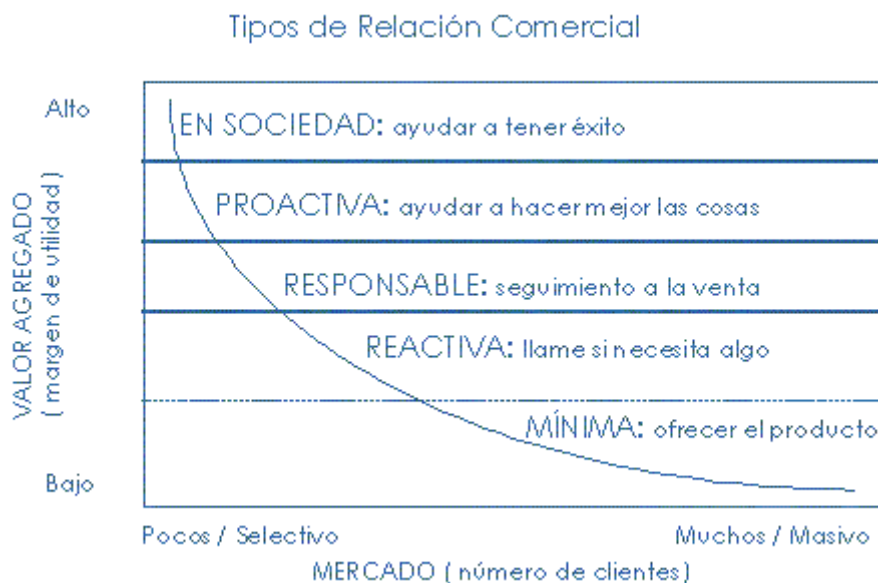 Tipos de Relación Comercial
Alto
EN SOCIEDAD: ayudar a tener éxito
PROACTIVA: ayudar a hacer mejor las cosas
RESPONSABLE: seguimiento a la venta
REACTIVA: llame si necesita algo
MÍNIMA: ofrecer el producto
VALOR AGREGADO
( margen de utilidad)
Bajo
Pocos / Selectivo
Muchos / Masivo
MERCADO ( número de clientes)